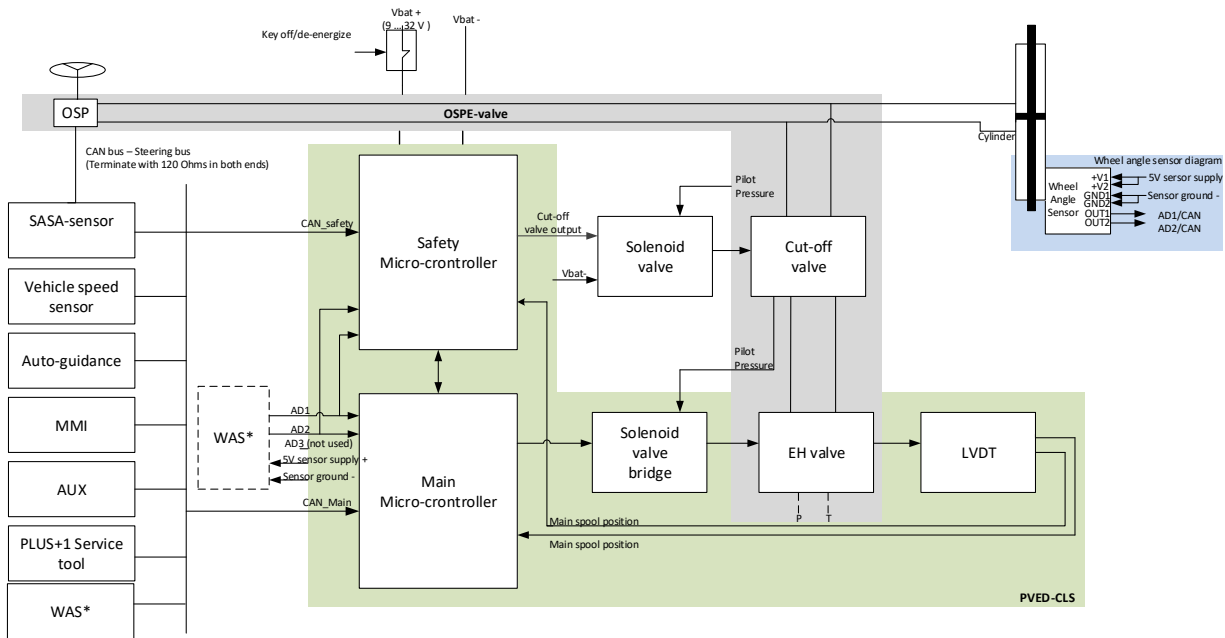 Vbat +
(9 ... 32 V )
Vbat -
Key off/de-energize
OSP
OSPE-valve
Cylinder
CAN bus – Steering bus
(Terminate with 120 Ohms in both ends)
Wheel angle sensor diagram
Wheel
Angle
Sensor
+V1
+V2
GND1
GND2
OUT1
OUT2
5V sersor supply
Sensor ground -
AD1/CAN
AD2/CAN
SASA-sensor
CAN_safety
Safety
Micro-crontroller
Cut-off
valve output
Vbat-
Pilot
Pressure
Solenoid
valve
Cut-off
valve
Vehicle speed
sensor
Auto-guidance
MMI
AUX
PLUS+1 Service
tool
WAS*
WAS*
AD1
AD2
AD3 (not used)
5V sensor supply +
Sensor ground -
CAN_Main
Main
Micro-controller
Pilot
Pressure
Solenoid
valve
bridge
EH valve
LVDT
P
T
Main spool position
Main spool position
PVED-CLS